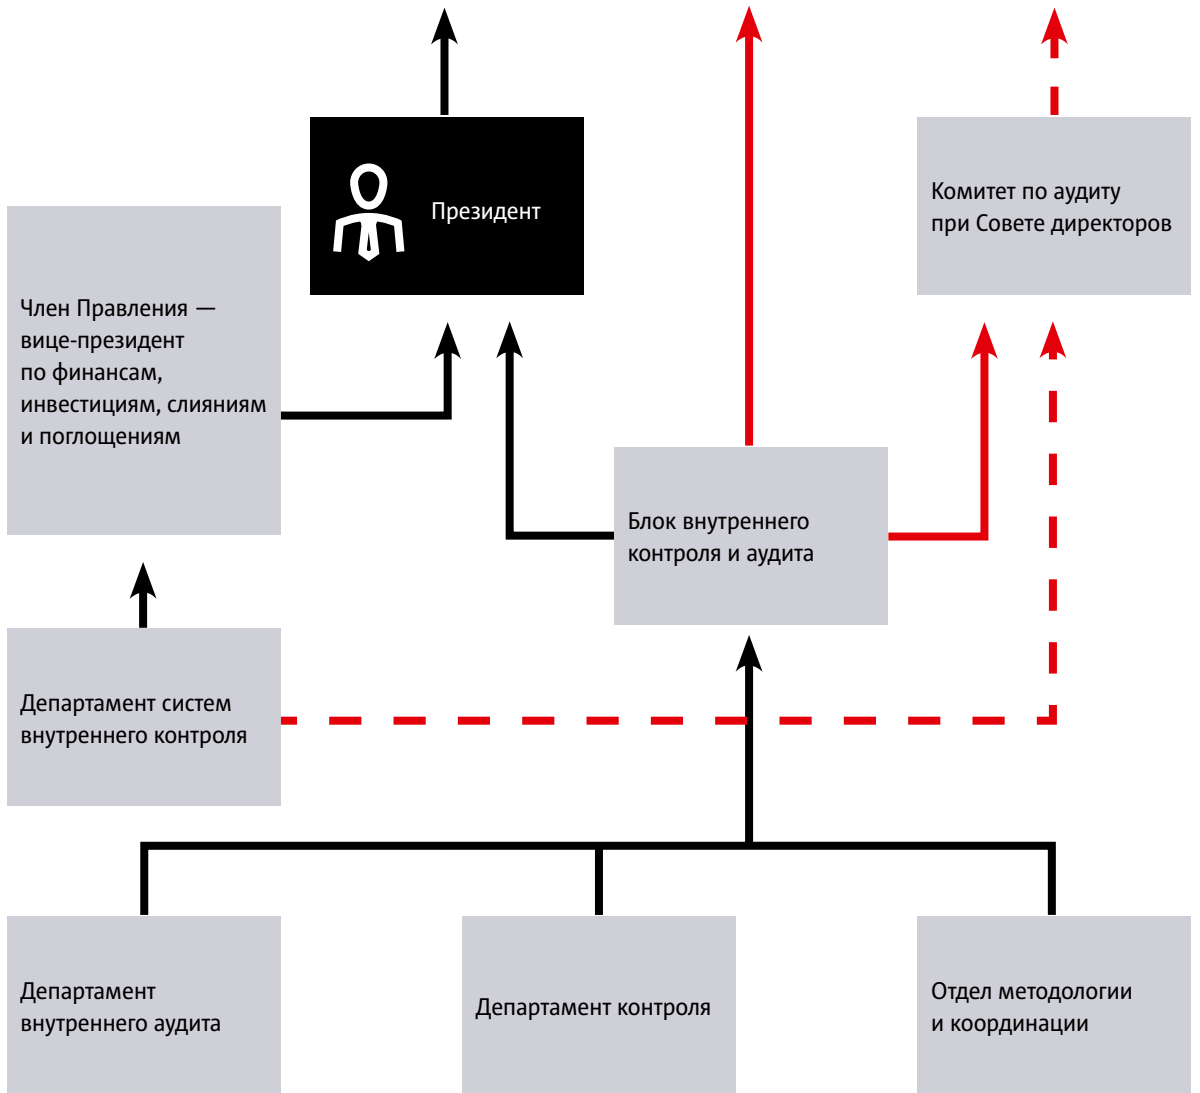 Президент
Комитет по аудиту
при Совете директоров
Член Правления —
вице-президент
по финансам,
инвестициям, слияниям
и поглощениям
Блок внутреннего
контроля и аудита
Департамент систем
внутреннего контроля
Департамент
внутреннего аудита
Департамент контроля
Отдел методологии
и координации